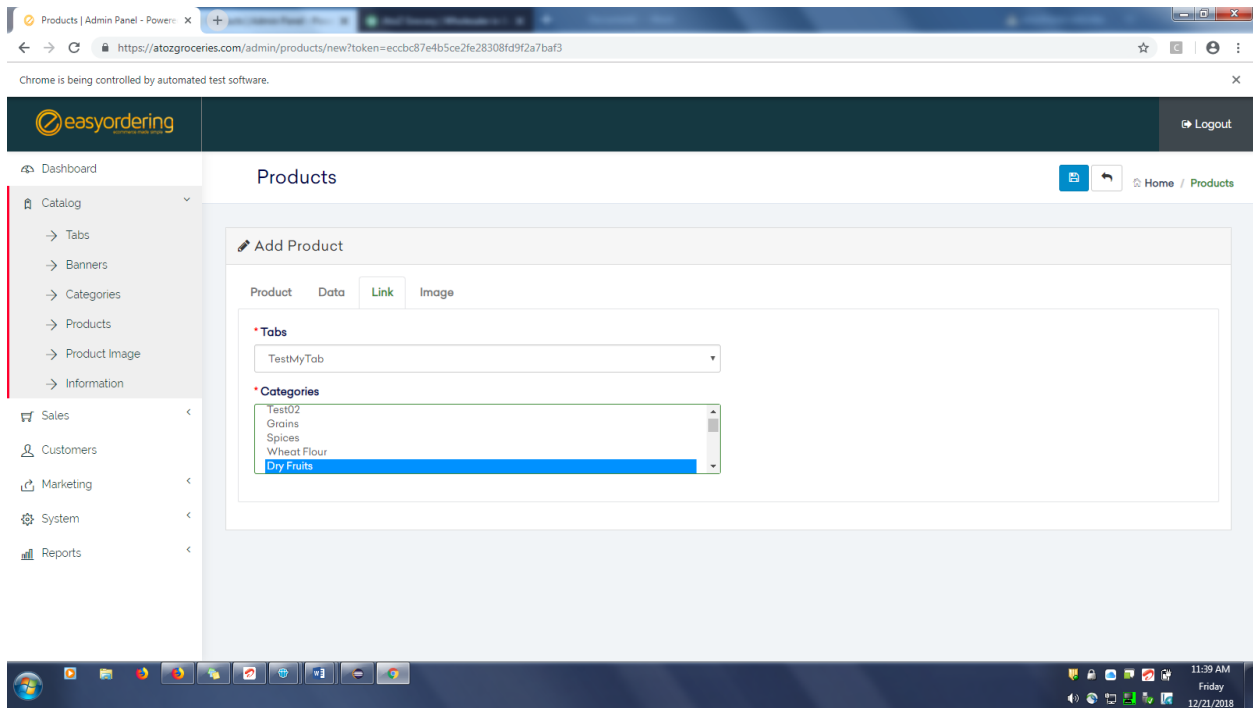 Products | Admin Panel - Powere
https://atozgroceries.com/admin/products/new?token=eccbc87e4b5ce2fe28308fd9f2a7baf3
Chrome is being controlled by automated test software.
easyordering
Logout
Dashboard
Products
Home / Products
Catalog
Tabs
Banners
Categories
Products
Product Image
Information
Sales
Customers
Marketing
System
Reports
Add Product
Product Data Link Image
*Tabs
TestMyTab
*Categories
Test02
Grains
Spices
Wheat Flour
Dry Fruits
11:39 AM
Friday
12/21/2018